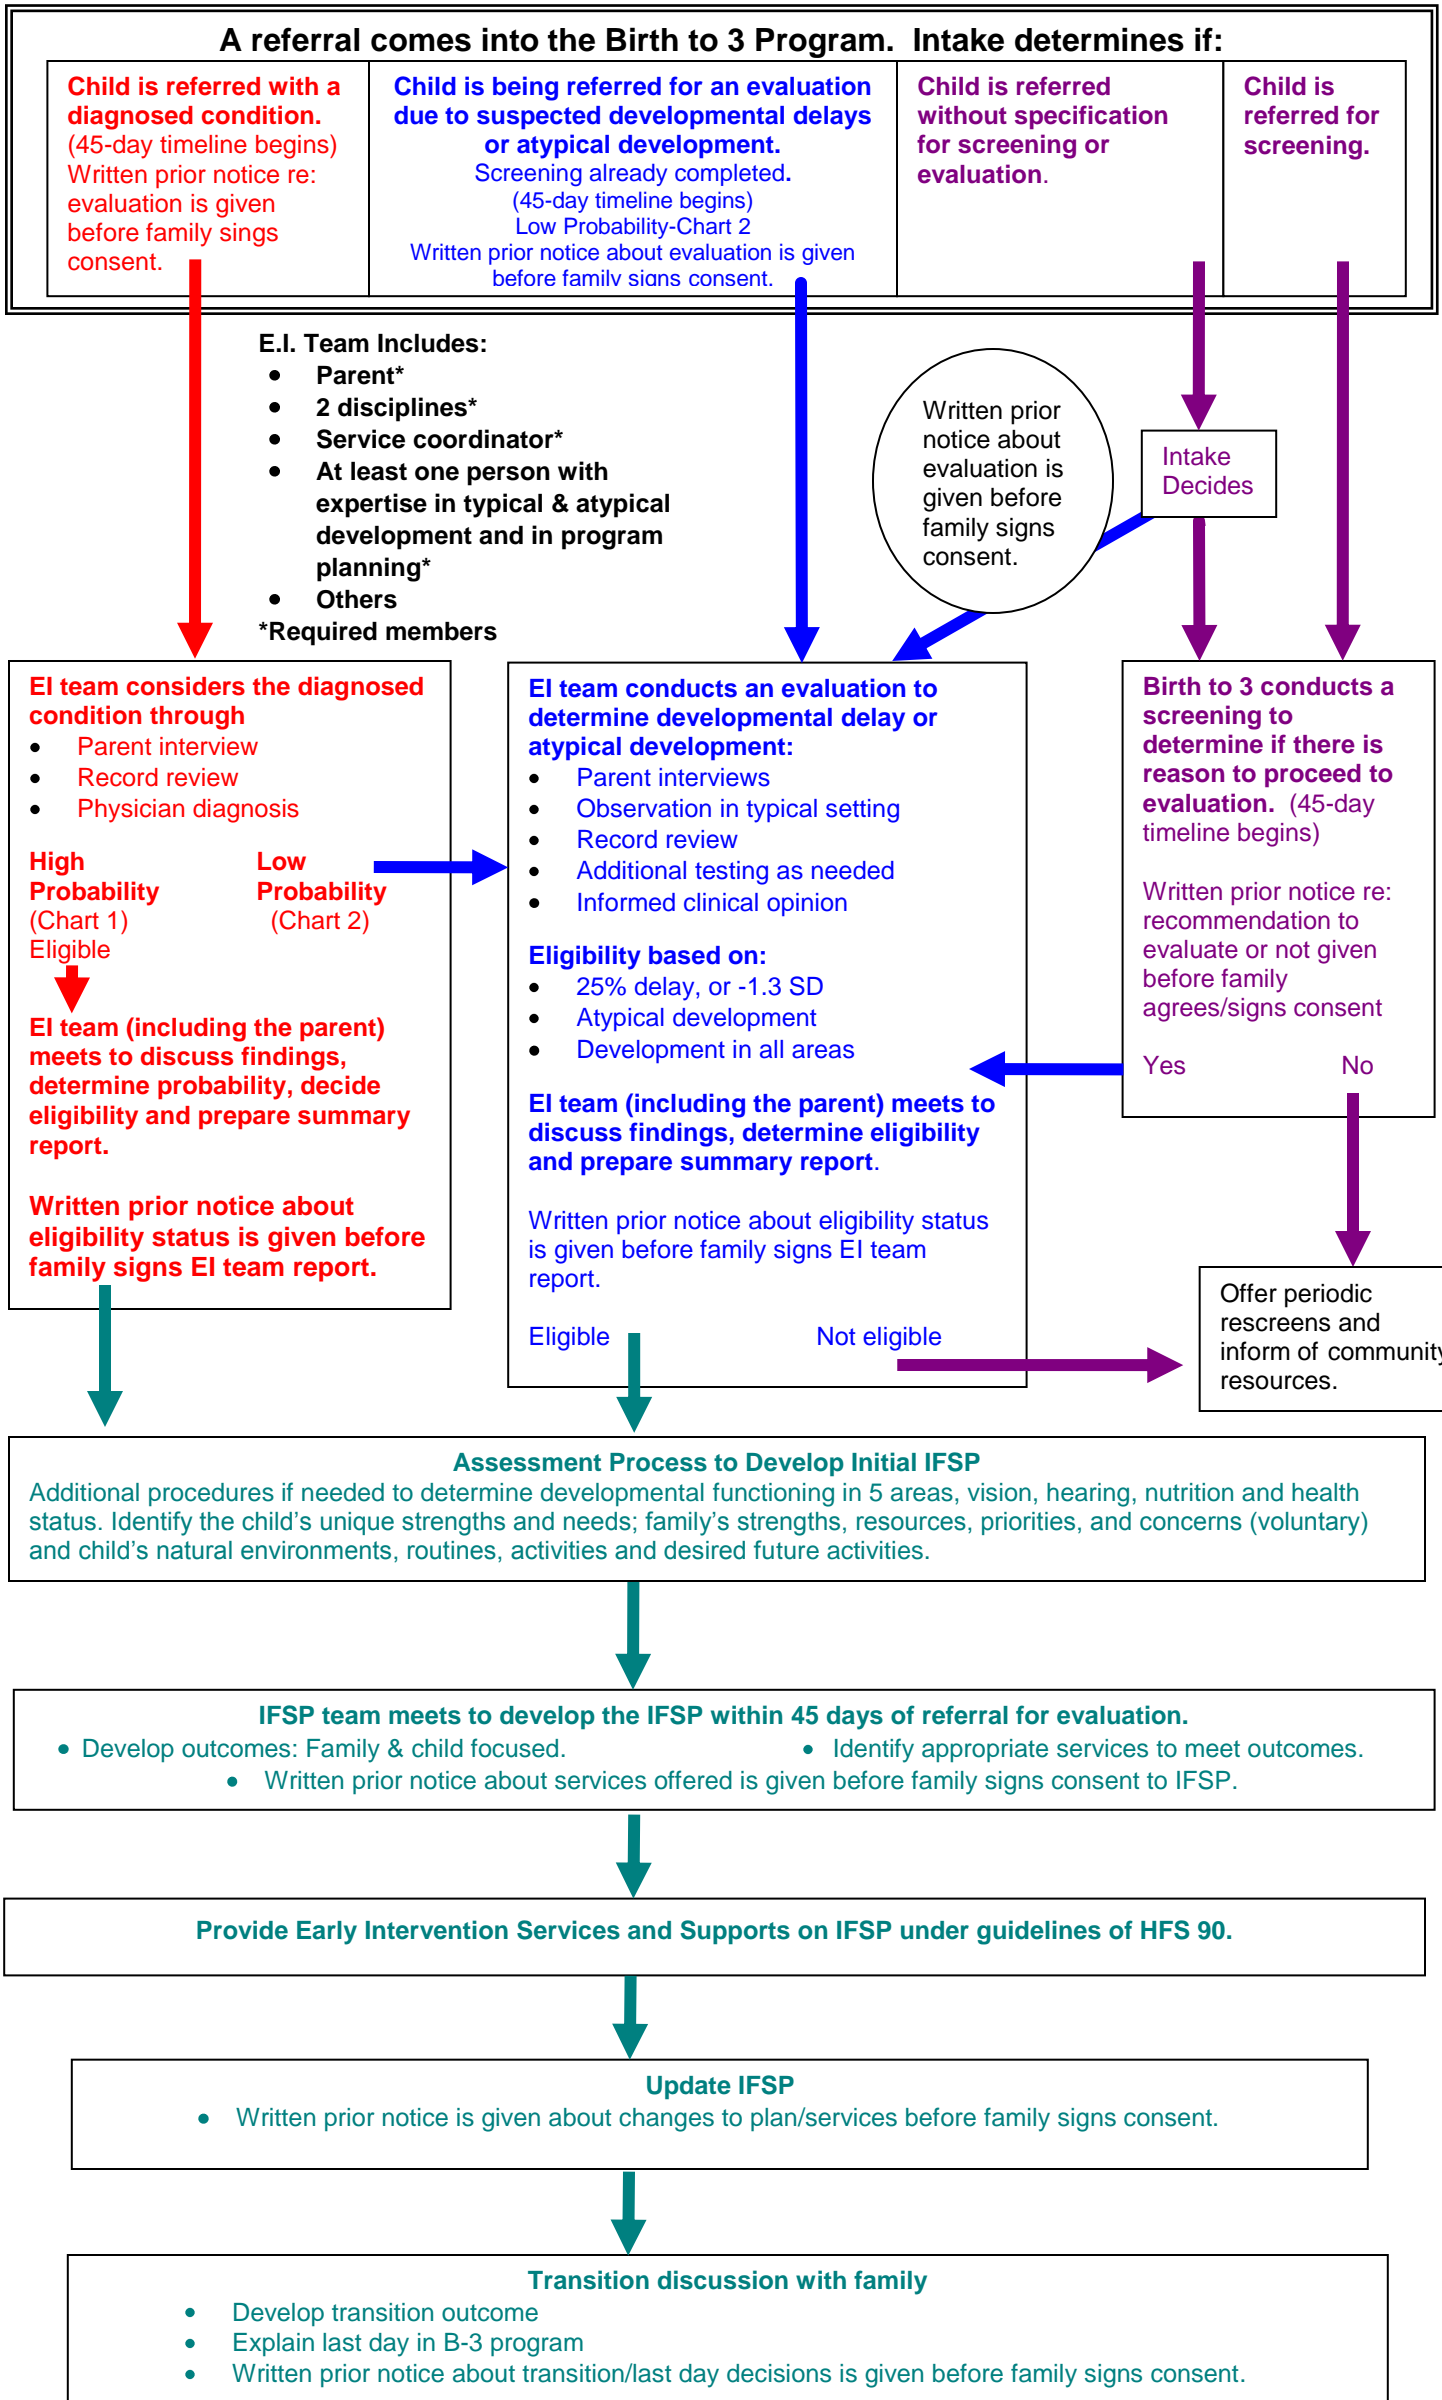 A referral comes into the Birth to 3 Program.  Intake determines if:
Child is referred with a
diagnosed condition.
(45-day timeline begins)
Written prior notice re:
evaluation is given
before family sings
consent.
Child is being referred for an evaluation
due to suspected developmental delays
or atypical development.
Screening already completed.
(45-day timeline begins)
Low Probability-Chart 2
Written prior notice about evaluation is given
before family signs consent.
Child is referred
without specification
for screening or
evaluation.
Child is
referred for
screening.
E.I. Team Includes:
• Parent*
• 2 disciplines*
• Service coordinator*
• At least one person with
expertise in typical & atypical
development and in program
planning*
• Others
*Required members
Written prior
notice about
evaluation is
given before
family signs
consent.
Intake
Decides
EI team considers the diagnosed
condition through
• Parent interview
• Record review
• Physician diagnosis
High Low
Probability Probability
(Chart 1) (Chart 2)
Eligible
EI team (including the parent)
meets to discuss findings,
determine probability, decide
eligibility and prepare summary
report.
Written prior notice about
eligibility status is given before
family signs EI team report.
EI team conducts an evaluation to
determine developmental delay or
atypical development:
• Parent interviews
• Observation in typical setting
• Record review
• Additional testing as needed
• Informed clinical opinion
Eligibility based on:
• 25% delay, or -1.3 SD
• Atypical development
• Development in all areas
EI team (including the parent) meets to
discuss findings, determine eligibility
and prepare summary report.
Written prior notice about eligibility status
is given before family signs EI team
report.
Eligible Not eligible
Birth to 3 conducts a
screening to
determine if there is
reason to proceed to
evaluation.  (45-day
timeline begins)
Written prior notice re:
recommendation to
evaluate or not given
before family
agrees/signs consent
Yes No
Offer periodic
rescreens and
inform of community
resources.
Assessment Process to Develop Initial IFSP
Additional procedures if needed to determine developmental functioning in 5 areas, vision, hearing, nutrition and health
status. Identify the child’s unique strengths and needs; family’s strengths, resources, priorities, and concerns (voluntary)
and child’s natural environments, routines, activities and desired future activities.
IFSP team meets to develop the IFSP within 45 days of referral for evaluation.
• Develop outcomes: Family & child focused. • Identify appropriate services to meet outcomes.
• Written prior notice about services offered is given before family signs consent to IFSP.
Provide Early Intervention Services and Supports on IFSP under guidelines of HFS 90.
Update IFSP
• Written prior notice is given about changes to plan/services before family signs consent.
Transition discussion with family
• Develop transition outcome
• Explain last day in B-3 program
• Written prior notice about transition/last day decisions is given before family signs consent.